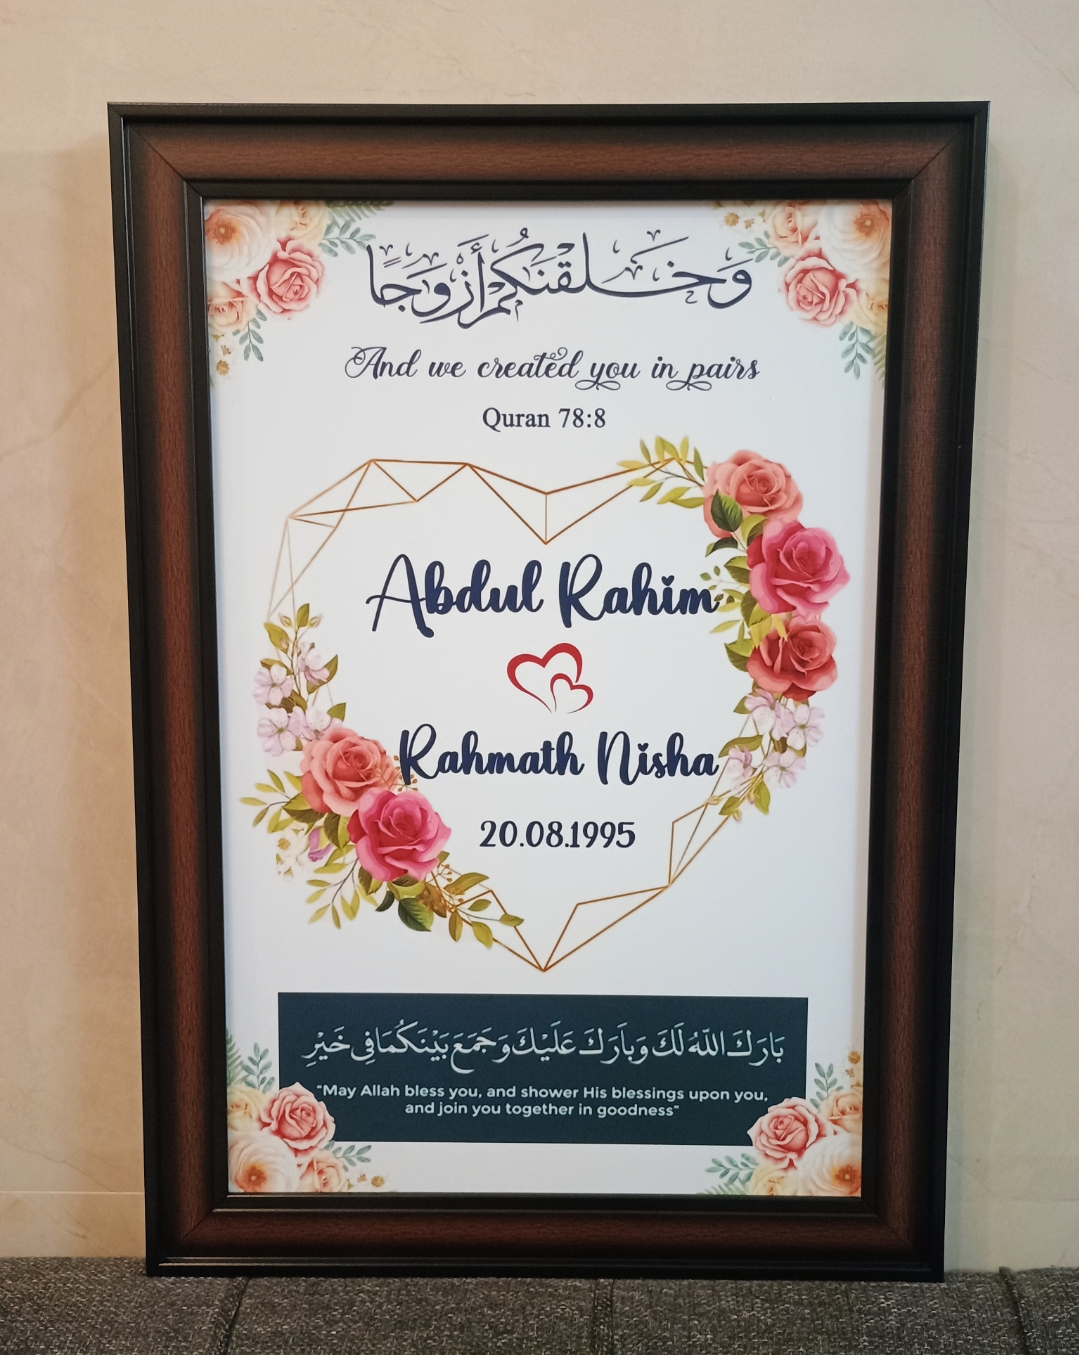 وَخَلَقْنَكُمْ أَزْوَجًا
And we created you in pairs
Quran 78:8
Abdul Rahim
Rahmath Nisha
20.08.1995
بَارَكَ اللّهُ لَكَ وَبَارَكَ عَلَيْكَ وَجَمَعَ بَيْنَكُمَا فِى خَيْرٍ
"May Allah bless you, and shower His blessings upon you,
and join you together in goodness"